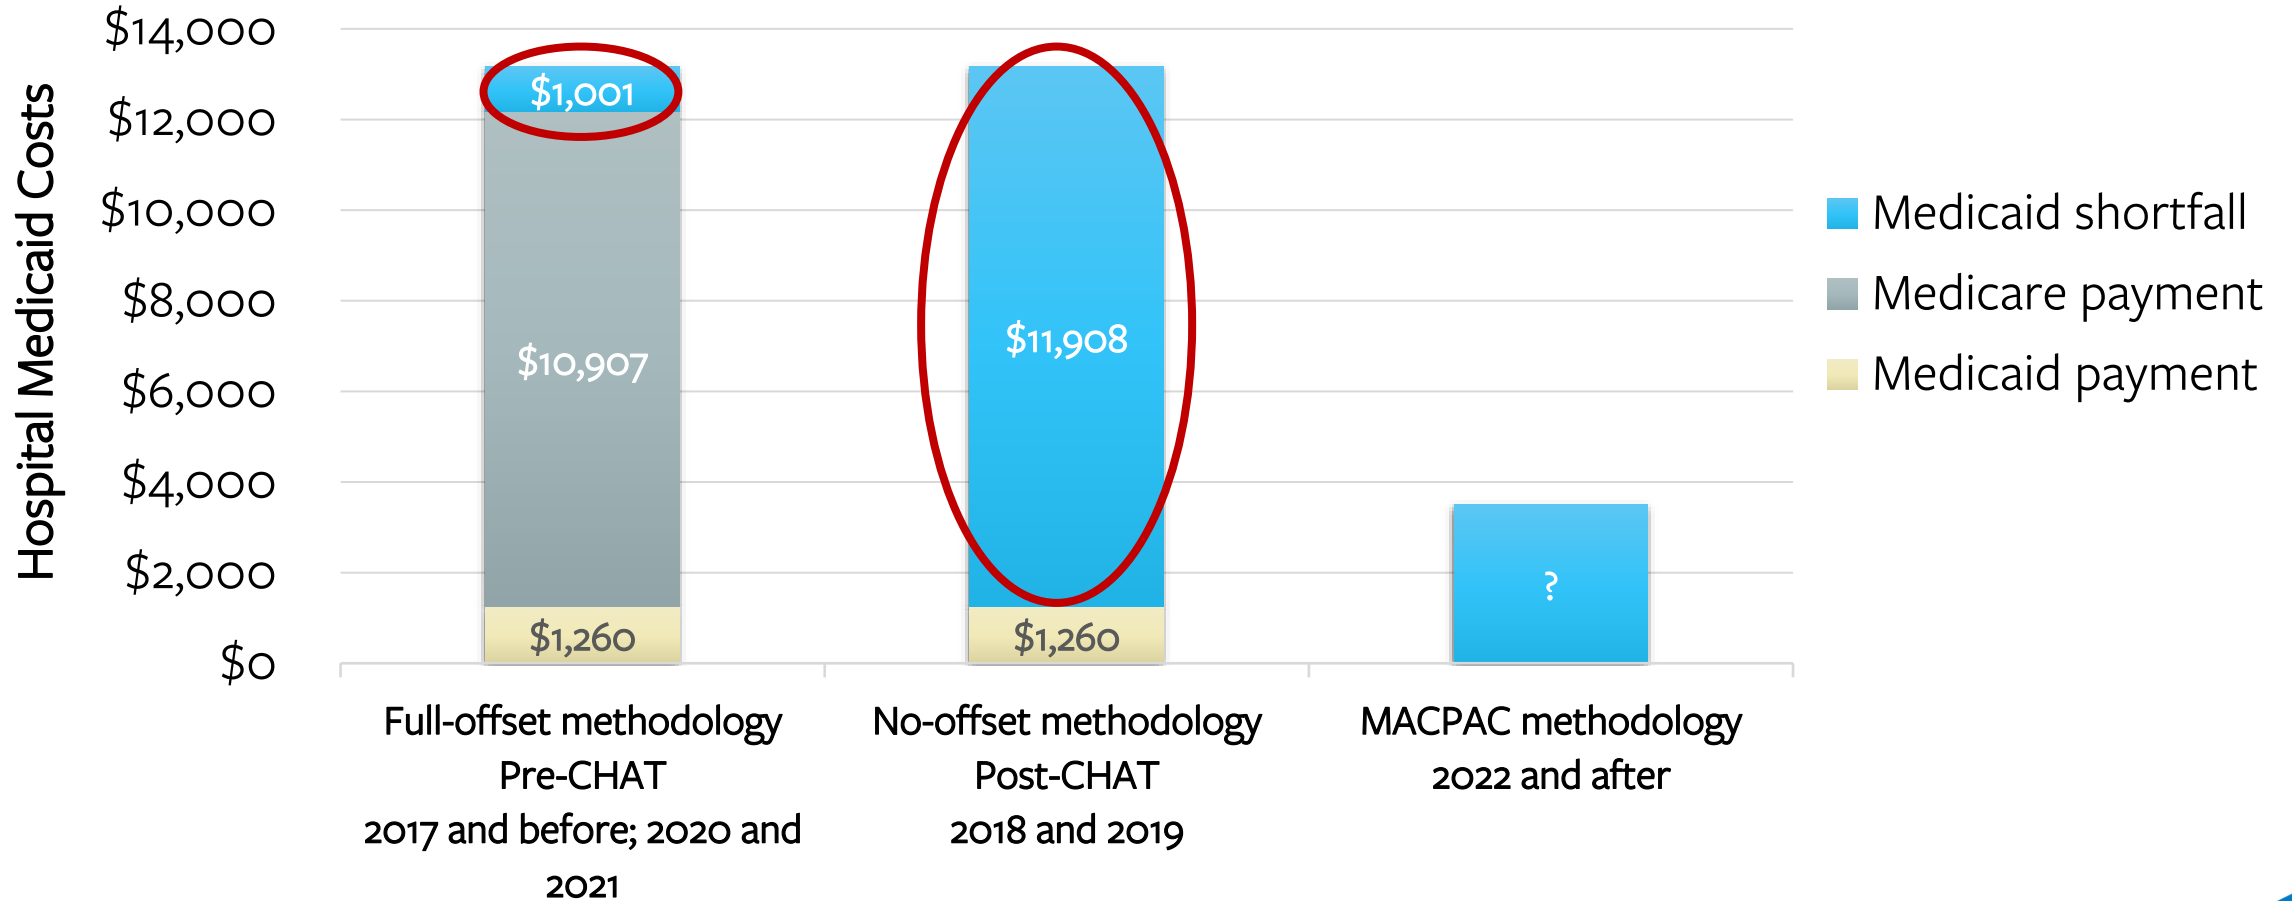 Hospital Medicaid Costs
$14,000
$12,000
$10,000
$8,000
$6,000
$4,000
$2,000
$0
$1,001
$10,907
$1,260
$11,908
$1,260
?
Full-offset methodology
Pre-CHAT
2017 and before; 2020 and
2021
No-offset methodology
Post-CHAT
2018 and 2019
MACPAC methodology
2022 and after
Medicaid shortfall
Medicare payment
Medicaid payment